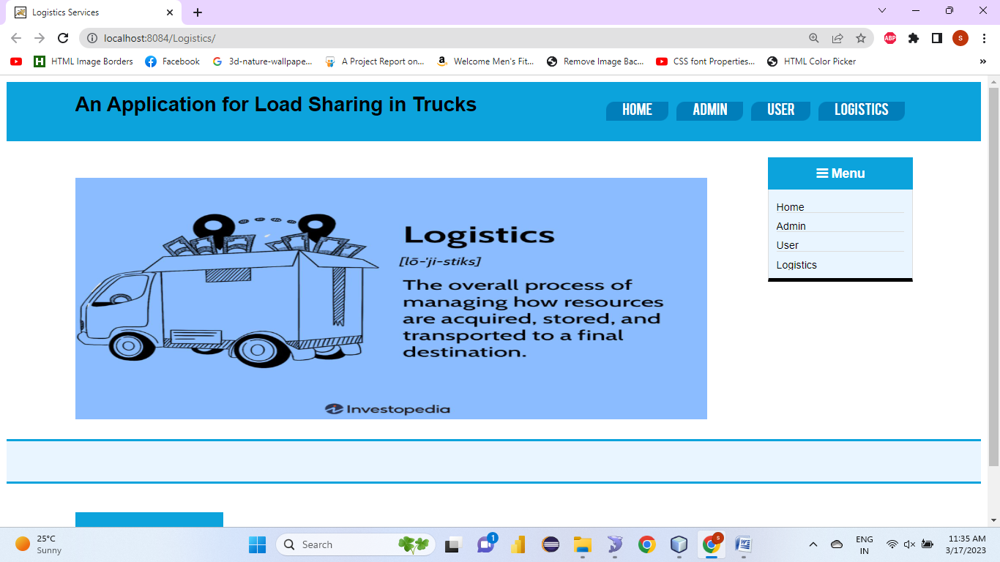 Logistics Services
localhost:8084/Logistics/
ABP
S
HTML Image Borders
Facebook
3d-nature-wallpape...
A Project Report on...
Welcome Men's Fit...
Remove Image Bac...
CSS font Properties...
HTML Color Picker
»
An Application for Load Sharing in Trucks
HOME
ADMIN
USER
LOGISTICS
Menu
Home
Admin
User
Logistics
Logistics
[lō-'ji-stiks]
The overall process of
managing how resources
are acquired, stored, and
transported to a final
destination.
Investopedia
25°C
Sunny
Search
1
S
ENG
IN
11:35 AM
3/17/2023